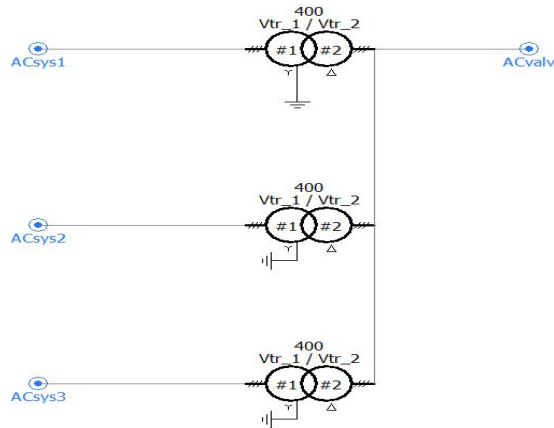 400
Vtr_1 / Vtr_2
#1 #2
ACsys1
ACvalv
400
Vtr_1 / Vtr_2
#1 #2
ACsys2
400
Vtr_1 / Vtr_2
#1 #2
ACsys3